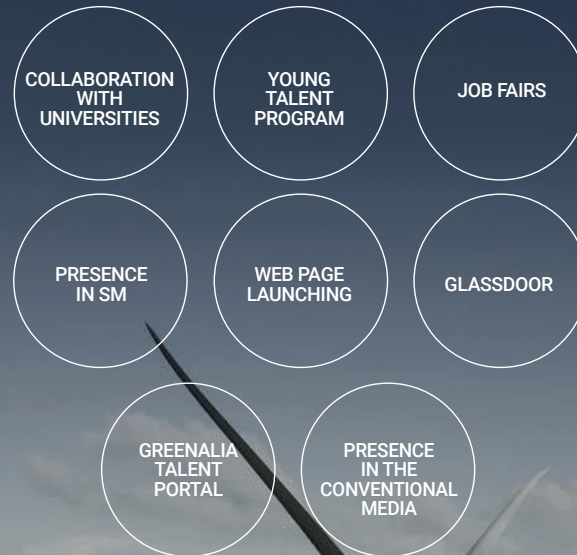 COLLABORATION
WITH
UNIVERSITIES
YOUNG
TALENT
PROGRAM
JOB FAIRS
PRESENCE
IN SM
WEB PAGE
LAUNCHING
GLASSDOOR
GREENALIA
TALENT
PORTAL
PRESENCE
IN THE
CONVENTIONAL
MEDIA